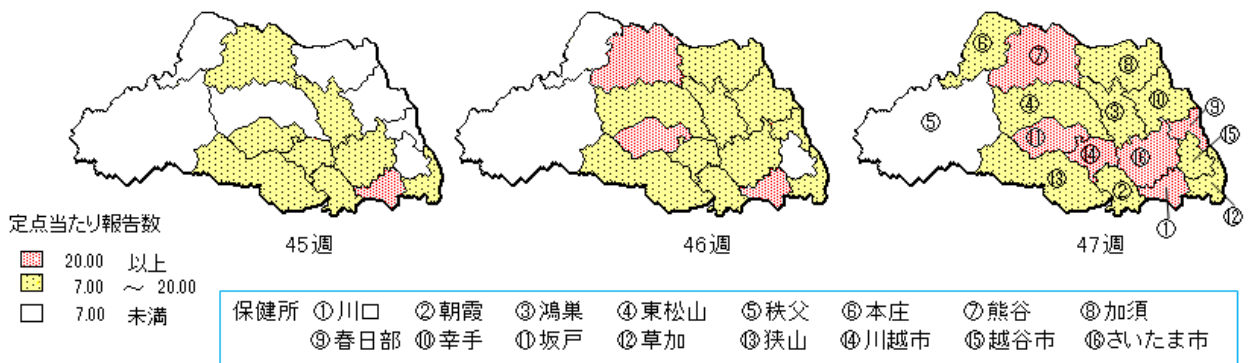 ⑥
⑦
⑧
④
③
⑩
⑨
⑤
⑪
⑭
⑯
⑮
⑬
②
①
⑫
45週
46週
47週
定点当たり報告数
20.00 以上
7.00 ～ 20.00
7.00 未満
保健所 ①川口 ②朝霞 ③鴻巣 ④東松山 ⑤秩父 ⑥本庄 ⑦熊谷 ⑧加須
⑨春日部 ⑩幸手 ⑪坂戸 ⑫草加 ⑬狭山 ⑭川越市 ⑮越谷市 ⑯さいたま市